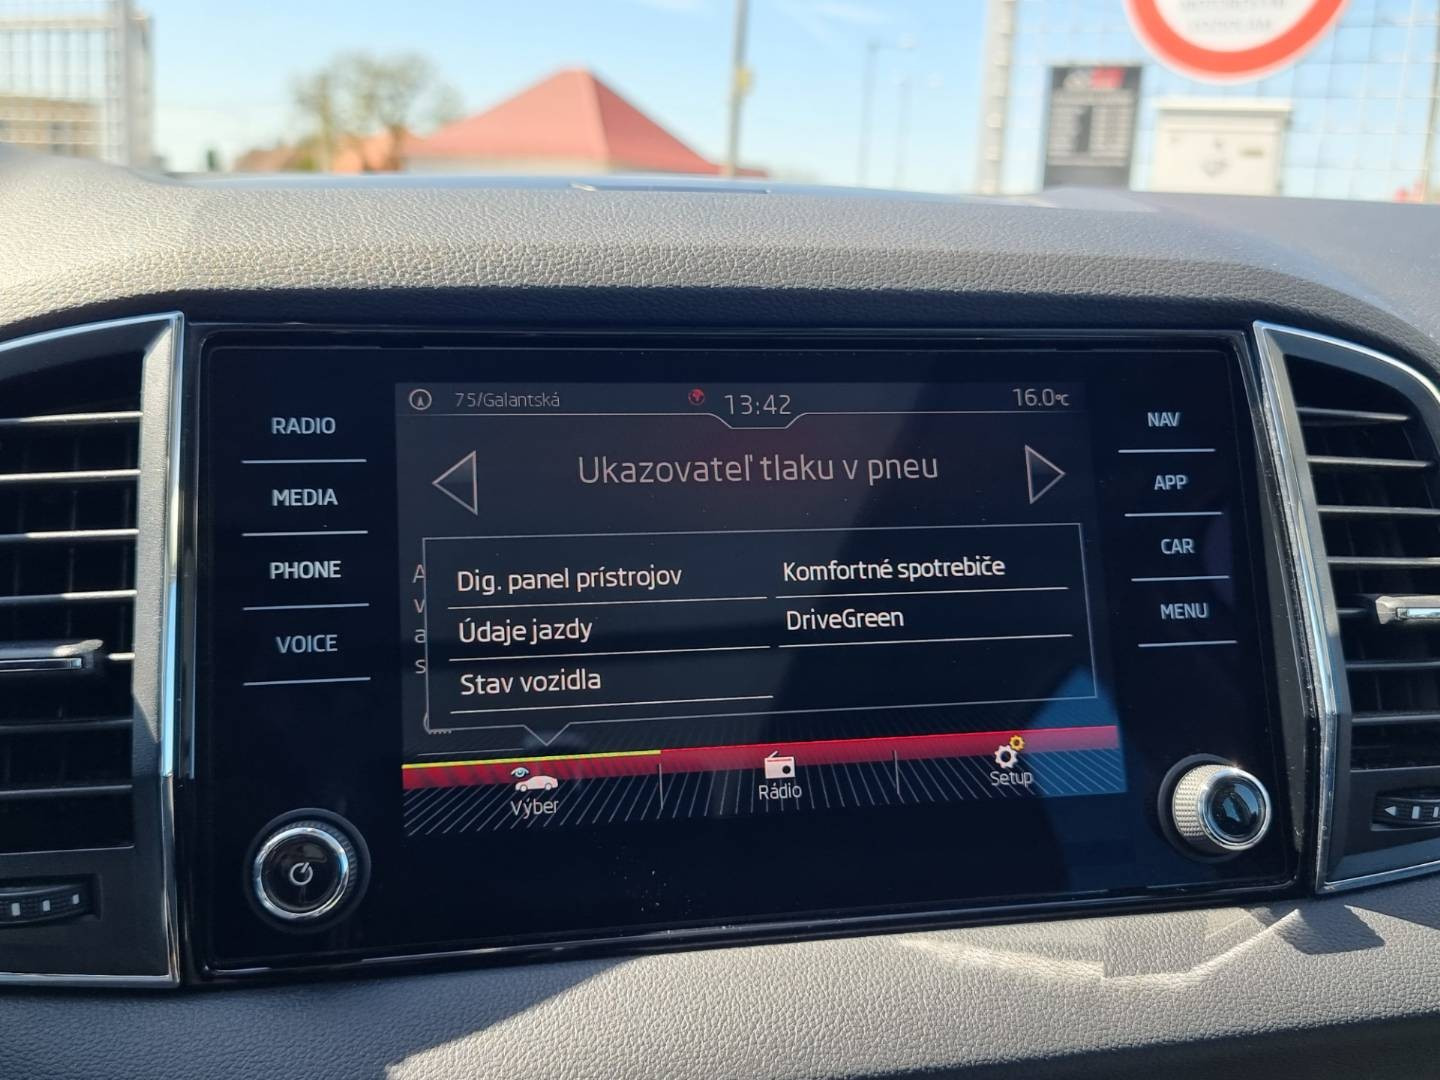 75/Galantská
13:42
16.0°C
RADIO
MEDIA
PHONE
VOICE
Ukazovateľ tlaku v pneu
Dig. panel prístrojov
Údaje jazdy
Stav vozidla
Komfortné spotrebiče
DriveGreen
Výber
Rádio
Setup
NAV
APP
CAR
MENU